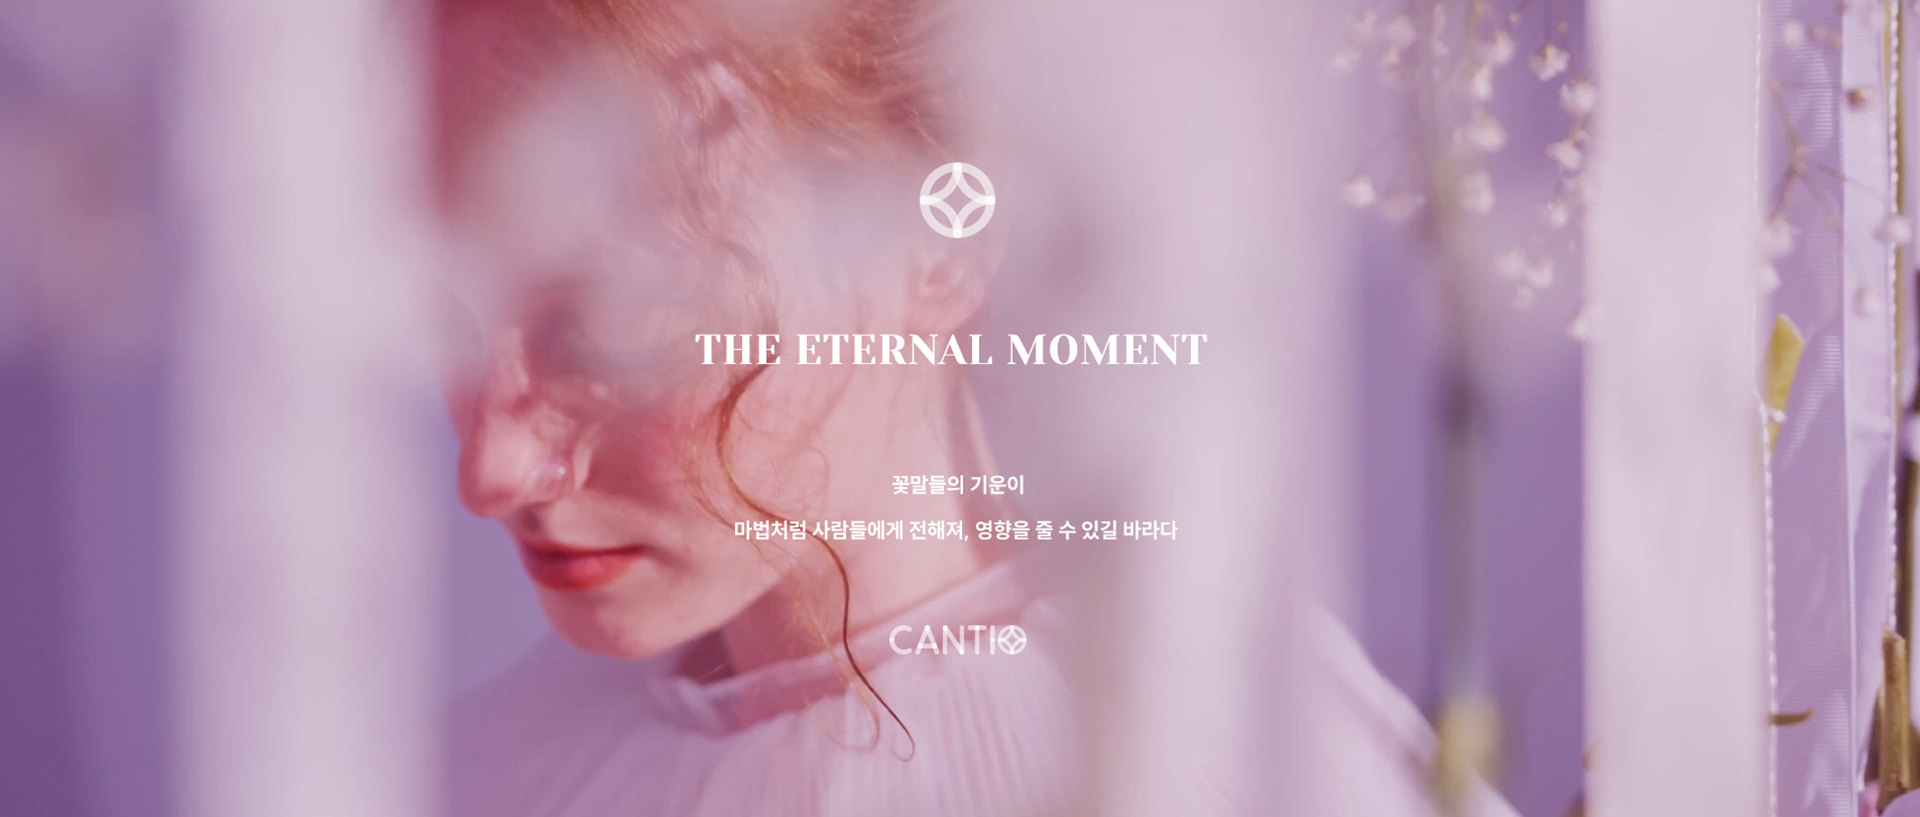 THE ETERNAL MOMENT
꽃말들의 기운이
마법처럼 사람들에게 전해져, 영향을 줄 수 있길 바라다
CANTIO